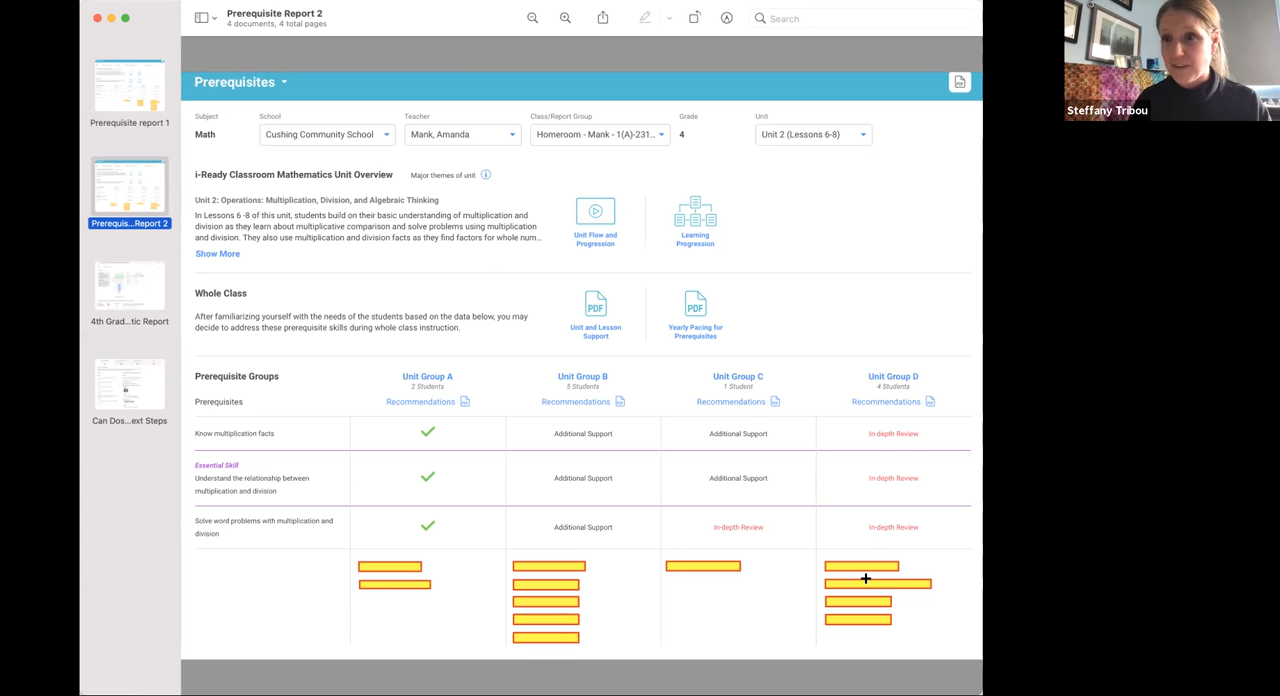 Prerequisite Report 2
4 documents, 4 total pages
Search
Prerequisite report 1
Prerequis...Report 2
4th Grad...tic Report
Can Dos...ext Steps
Prerequisites
PDF
Subject
School
Teacher
Class/Report Group
Grade
Unit
Math
Cushing Community School
Mank, Amanda
Homeroom - Mank - 1(A)-231...
4
Unit 2 (Lessons 6-8)
i-Ready Classroom Mathematics Unit Overview
Major themes of unit
Unit 2: Operations: Multiplication, Division, and Algebraic Thinking
In Lessons 6 -8 of this unit, students build on their basic understanding of multiplication and
division as they learn about multiplicative comparison and solve problems using multiplication
and division. They also use multiplication and division facts as they find factors for whole num...
Show More
Unit Flow and
Progression
Learning
Progression
Whole Class
After familiarizing yourself with the needs of the students based on the data below, you may
decide to address these prerequisite skills during whole class instruction.
PDF
Unit and Lesson
Support
PDF
Yearly Pacing for
Prerequisites
Prerequisite Groups
Unit Group A
Unit Group B
Unit Group C
Unit Group D
2 Students
5 Students
1 Student
4 Students
Prerequisites
Recommendations
Recommendations
Recommendations
Recommendations
Know multiplication facts
Additional Support
Additional Support
In-depth Review
Essential Skill
Understand the relationship between
multiplication and division
Additional Support
Additional Support
In-depth Review
Solve word problems with multiplication and
division
Additional Support
In-depth Review
In-depth Review
Steffany Tribou